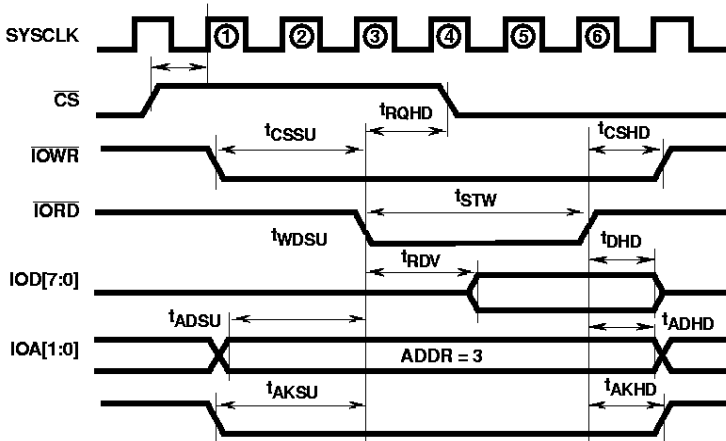 SYSCLK
1 2 3 4 5 6
CS
tRQHD
tCSSU
tCSHD
IOWR
IORD
tSTW
tWDSU
tDHD
tRDV
IOD[7:0]
tADSU
tADHD
IOA[1:0]
ADDR = 3
tAKSU
tAKHD